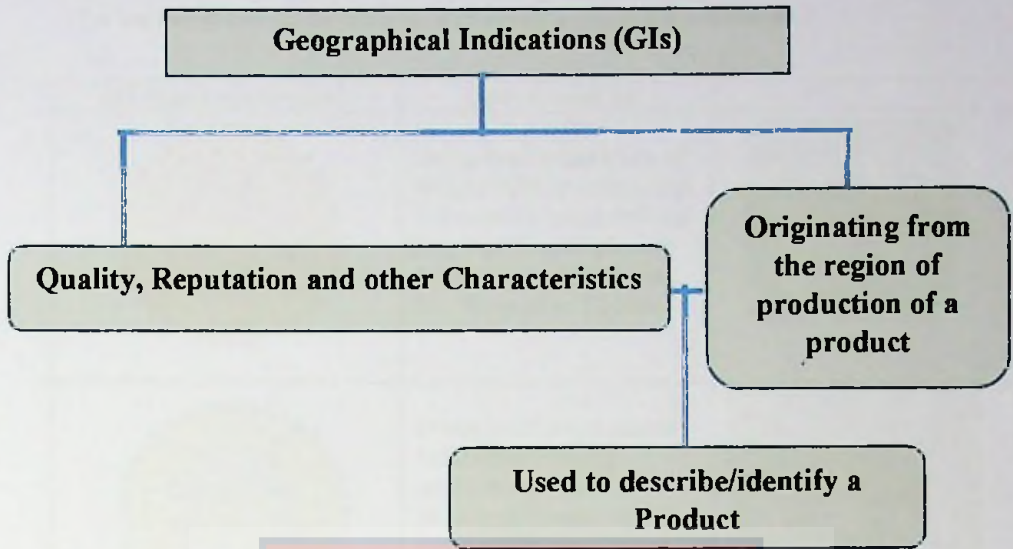 Geographical Indications (GIs)
Quality, Reputation and other Characteristics
Originating from
the region of
production of a
product
Used to describe/identify a
Product